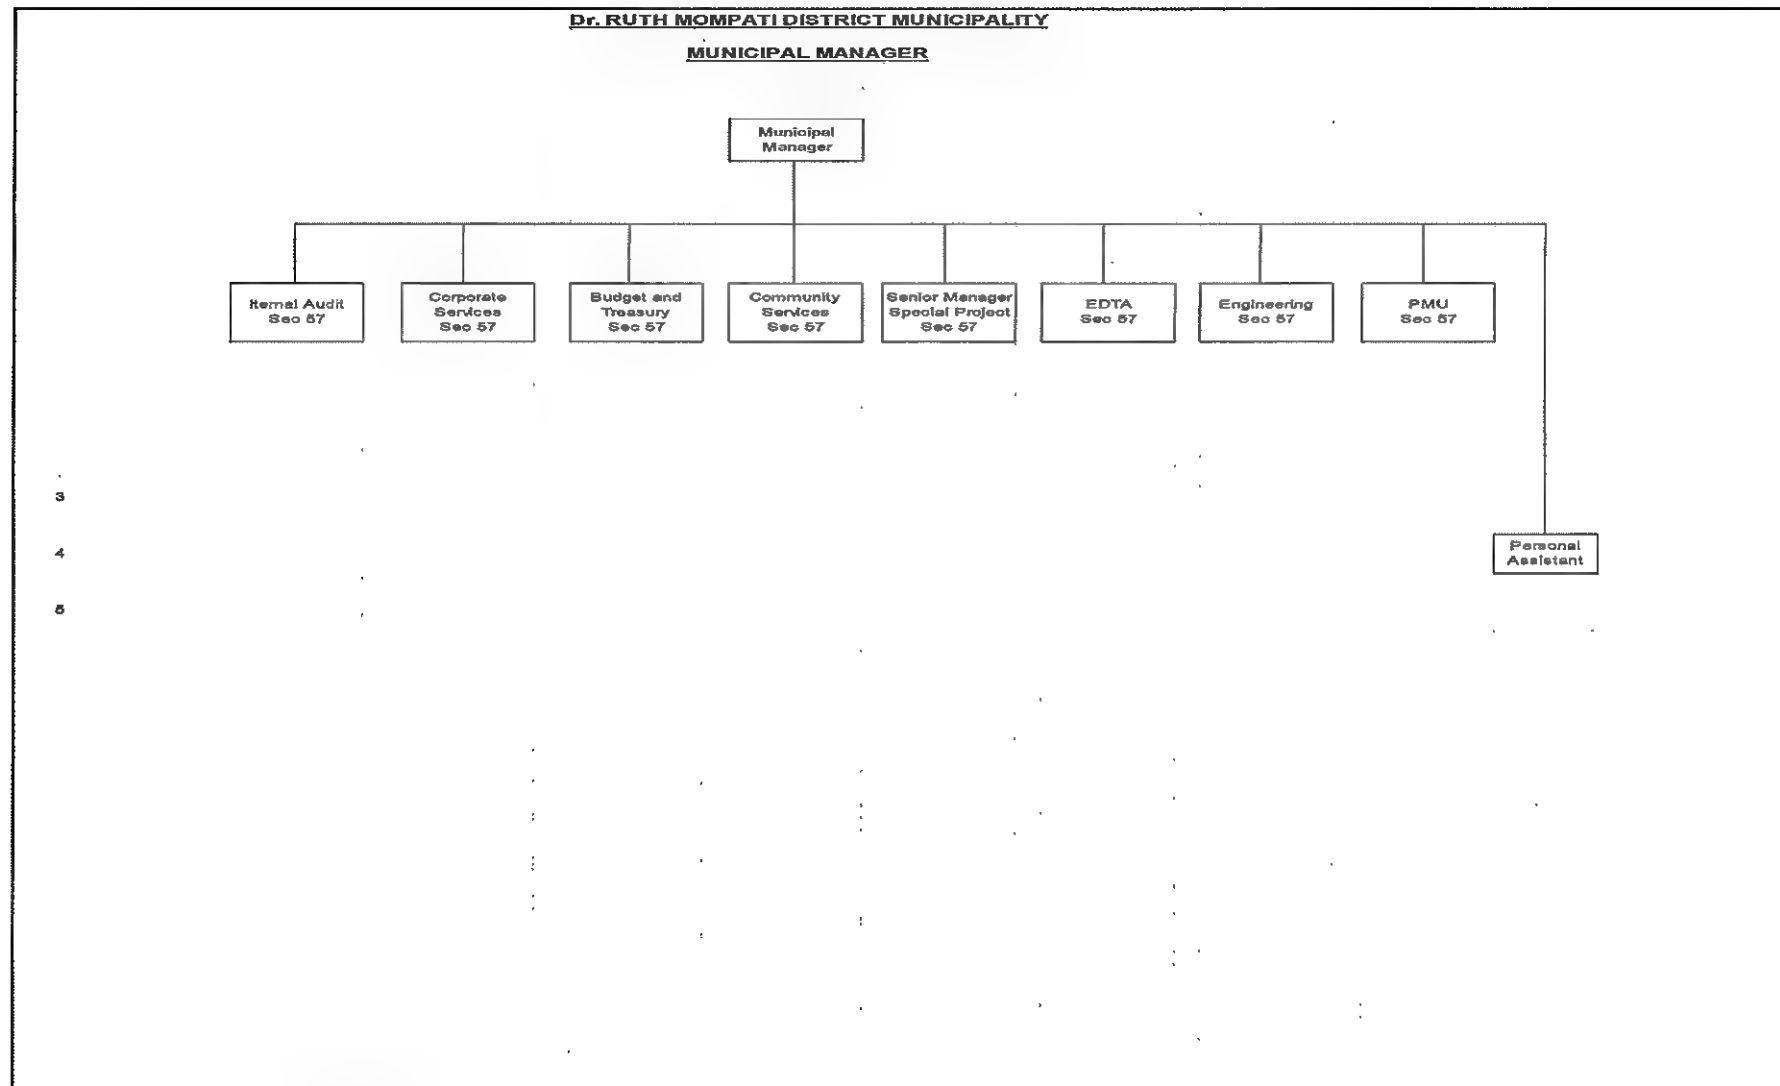 Dr. RUTH MOMPATI DISTRICT MUNICIPALITY
MUNICIPAL MANAGER
Municipal
Manager
Iternal Audit
Sec 57
Corporate
Services
Sec 57
Budget and
Treasury
Sec 57
Community
Services
Sec 57
Senior Manager
Special Project
Sec 57
EDTA
Sec 57
Engineering
Sec 57
PMU
Sec 57
3
4
Personal
Assistant
5